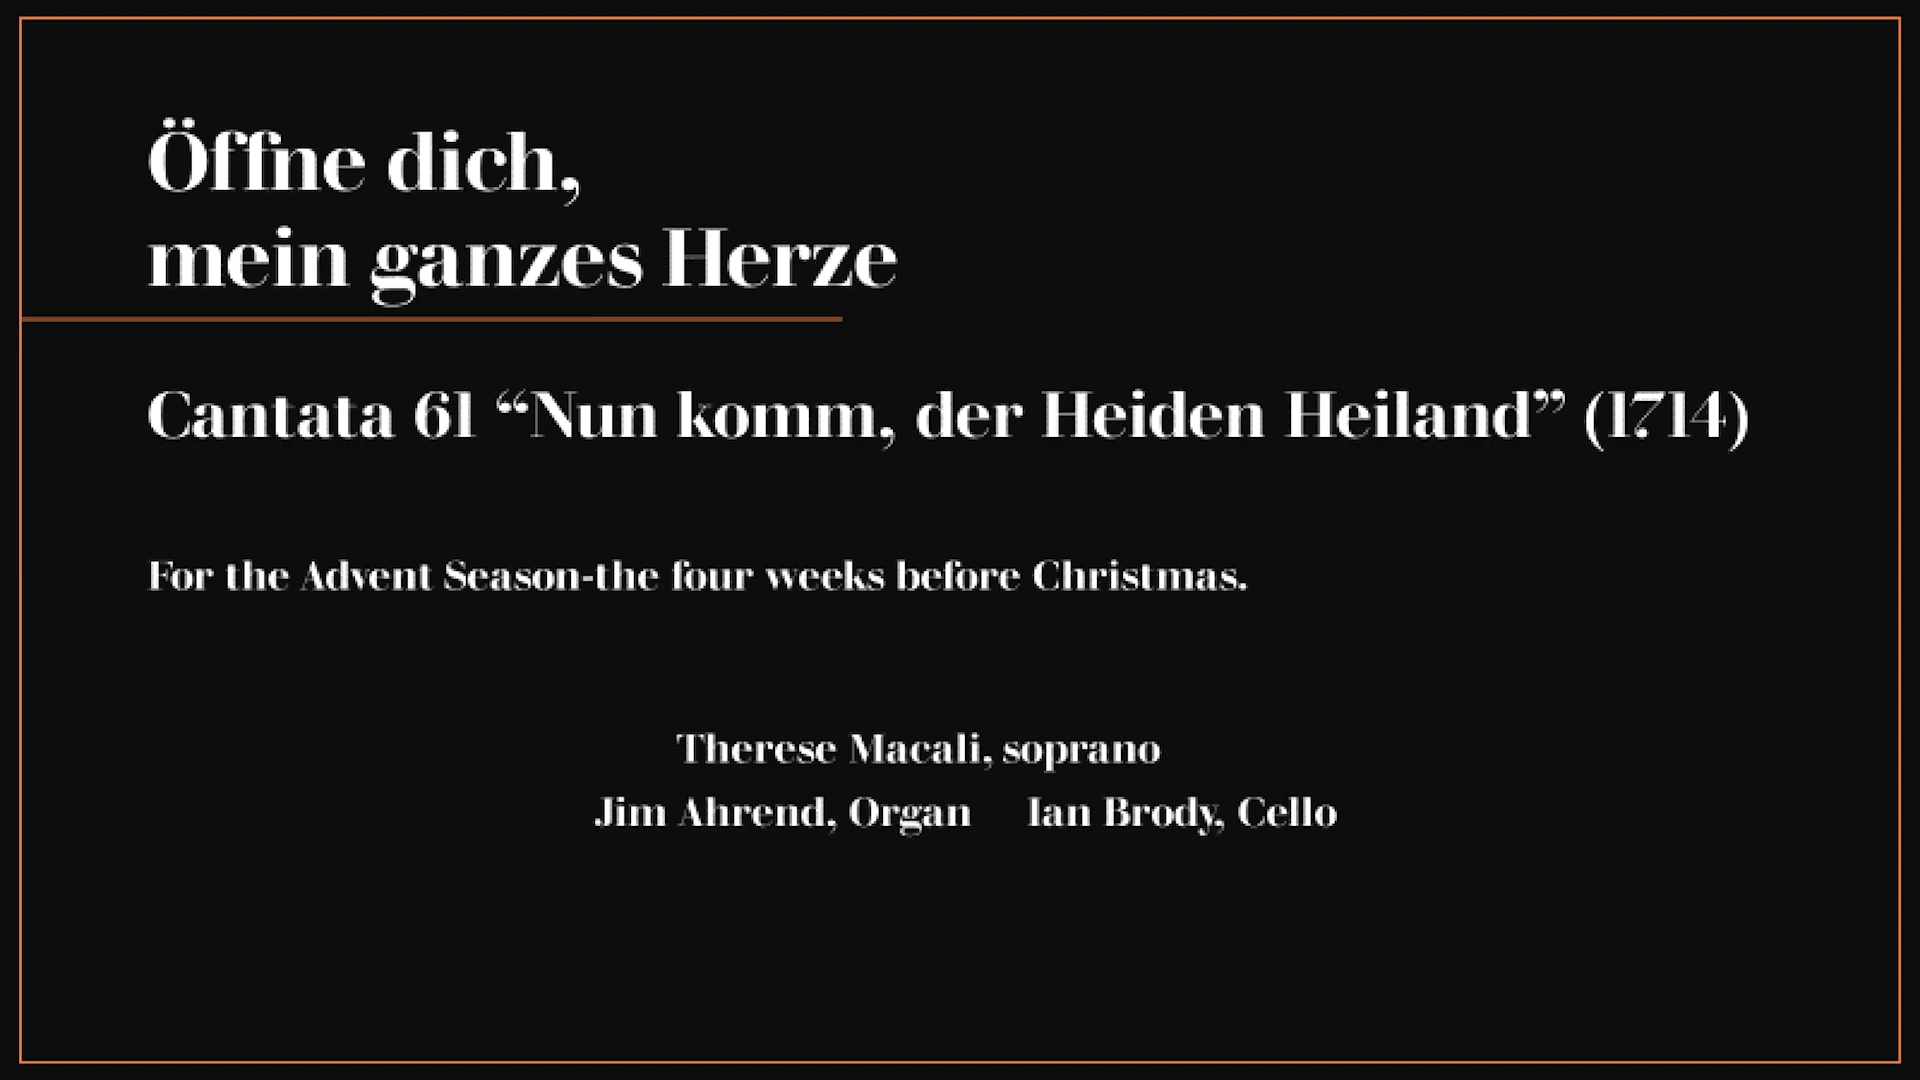 Öffne dich,
mein ganzes Herze
Cantata 61 “Nun komm, der Heiden Heiland” (1714)
For the Advent Season-the four weeks before Christmas.
Therese Macali, soprano
Jim Ahrend, Organ Ian Brody, Cello